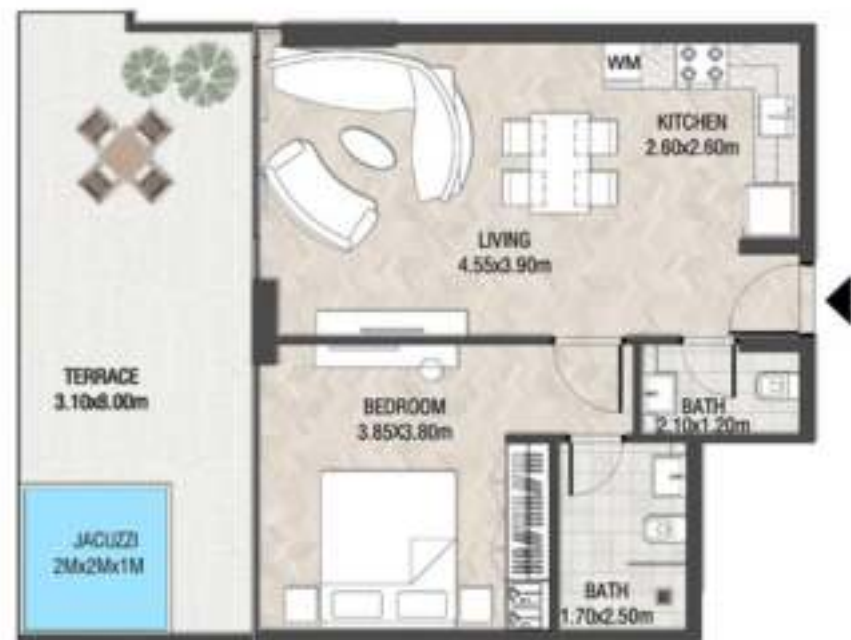 WM
KITCHEN
2.60x2.60m
LIVING
4.55x3.90m
TERRACE
3.10x8.00m
BEDROOM
3.85X3.80m
BATH
2.10x1.20m
JACUZZI
2Mx2Mx1M
BATH
1.70x2.50m